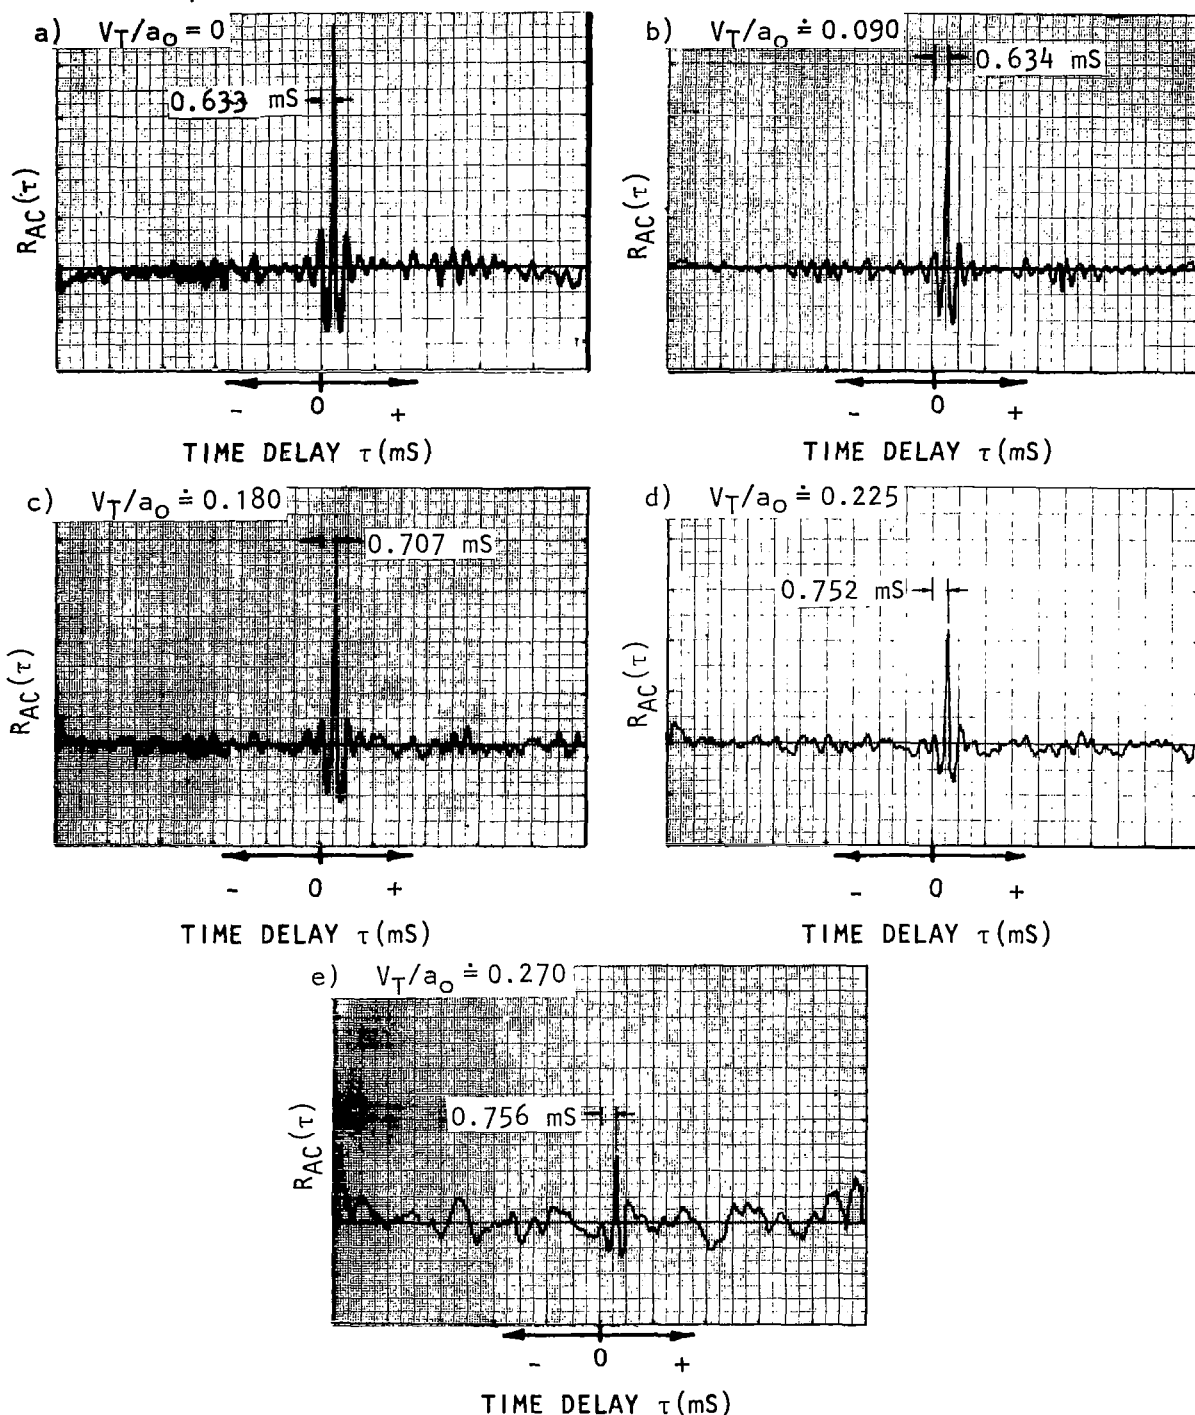 a) V_T/a_o = 0
0.633 mS
R_AC(τ)
- 0 +
TIME DELAY τ(mS)
b) V_T/a_o ≐ 0.090
0.634 mS
R_AC(τ)
- 0 +
TIME DELAY τ(mS)
c) V_T/a_o ≐ 0.180
0.707 mS
R_AC(τ)
- 0 +
TIME DELAY τ(mS)
d) V_T/a_o ≐ 0.225
0.752 mS
R_AC(τ)
- 0 +
TIME DELAY τ(mS)
e) V_T/a_o ≐ 0.270
0.756 mS
R_AC(τ)
- 0 +
TIME DELAY τ(mS)